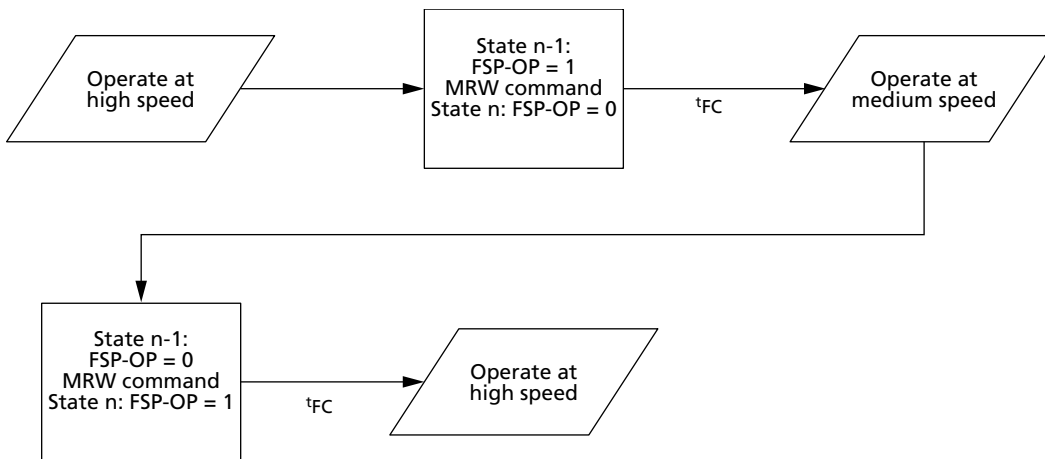 Operate at
high speed
State n-1:
FSP-OP = 1
MRW command
State n: FSP-OP = 0
tFC
Operate at
medium speed
State n-1:
FSP-OP = 0
MRW command
State n: FSP-OP = 1
tFC
Operate at
high speed